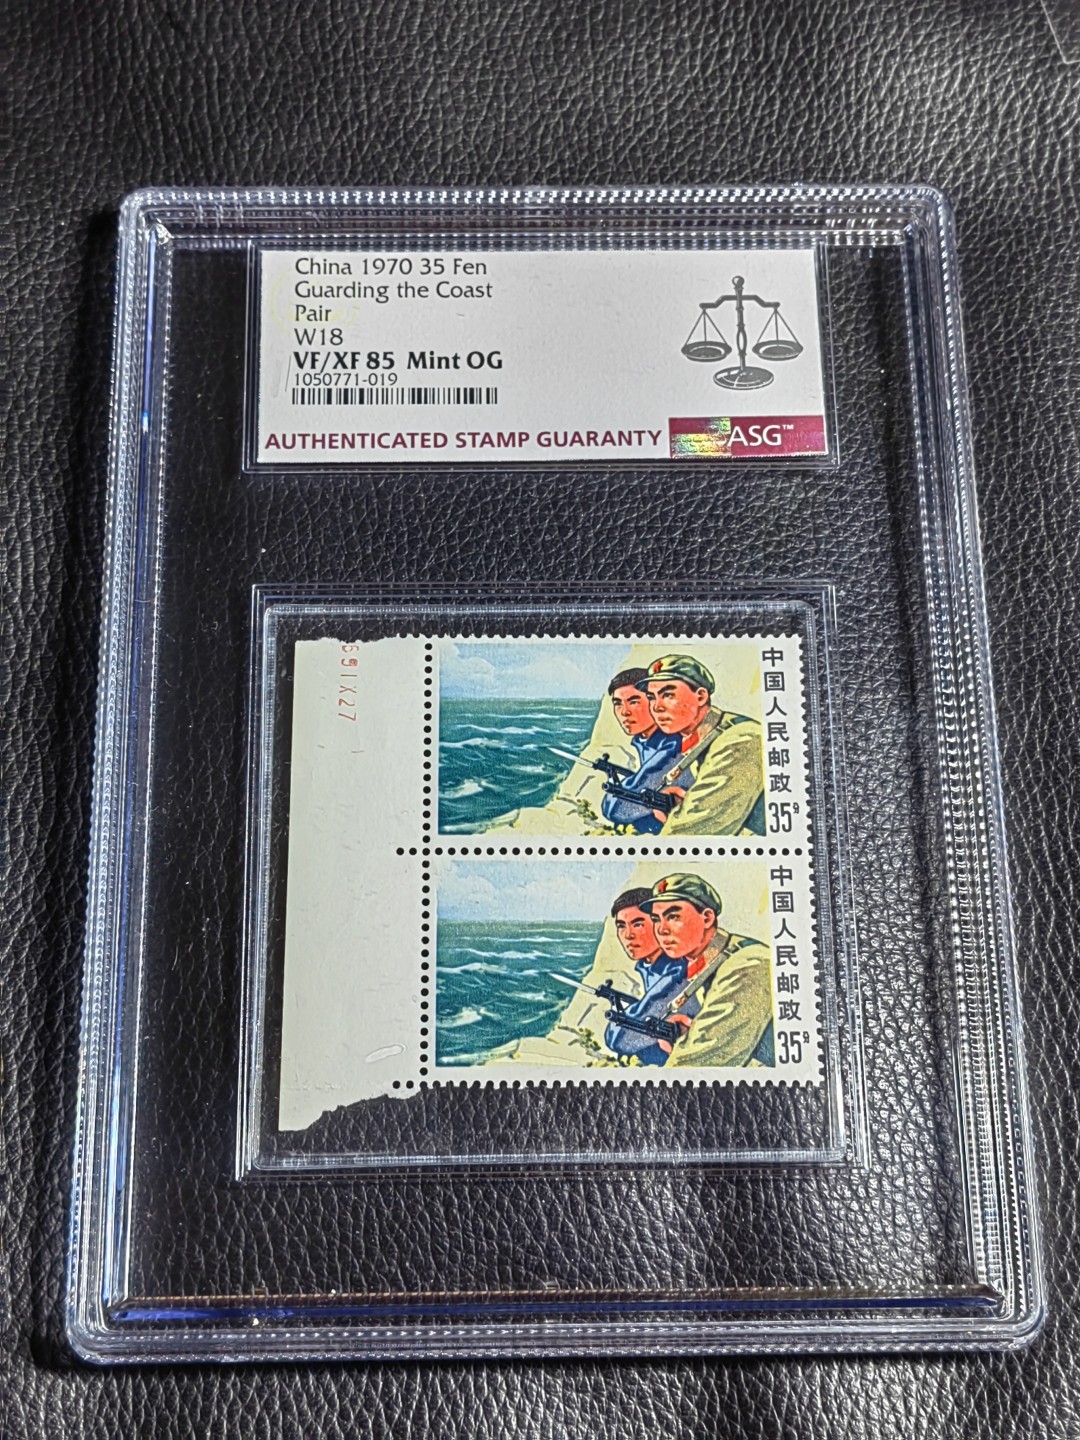 China 1970 35 Fen
Guarding the Coast
Pair
W18
VF/XF 85 Mint OG
1050771-019
AUTHENTICATED STAMP GUARANTY
ASG™
中国人民邮政
35分
中国人民邮政
35分